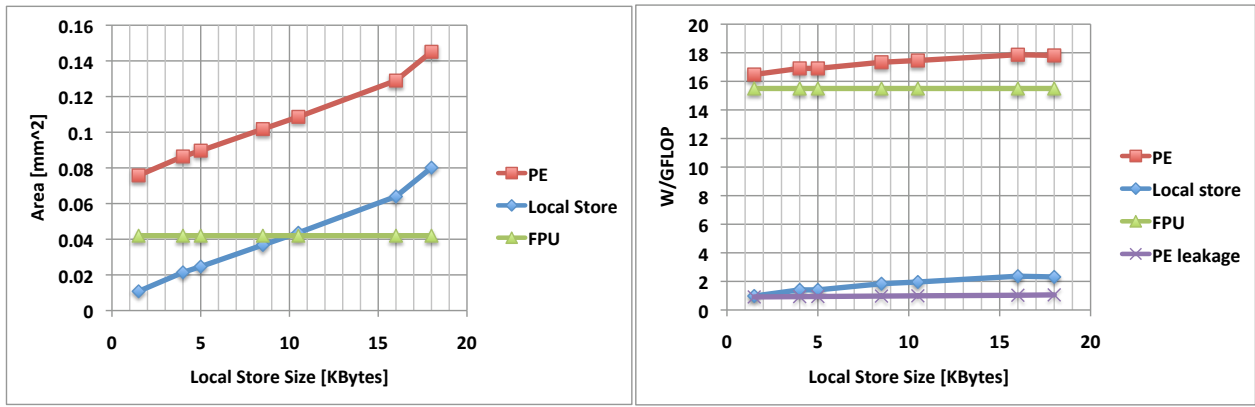 0.16
0.14
0.12
0.1
0.08
0.06
0.04
0.02
0
Area [mm^2]
0 5 10 15 20
Local Store Size [KBytes]
PE
Local Store
FPU
20
18
16
14
12
10
8
6
4
2
0
W/GFLOP
0 5 10 15 20
Local Store Size [KBytes]
PE
Local store
FPU
PE leakage